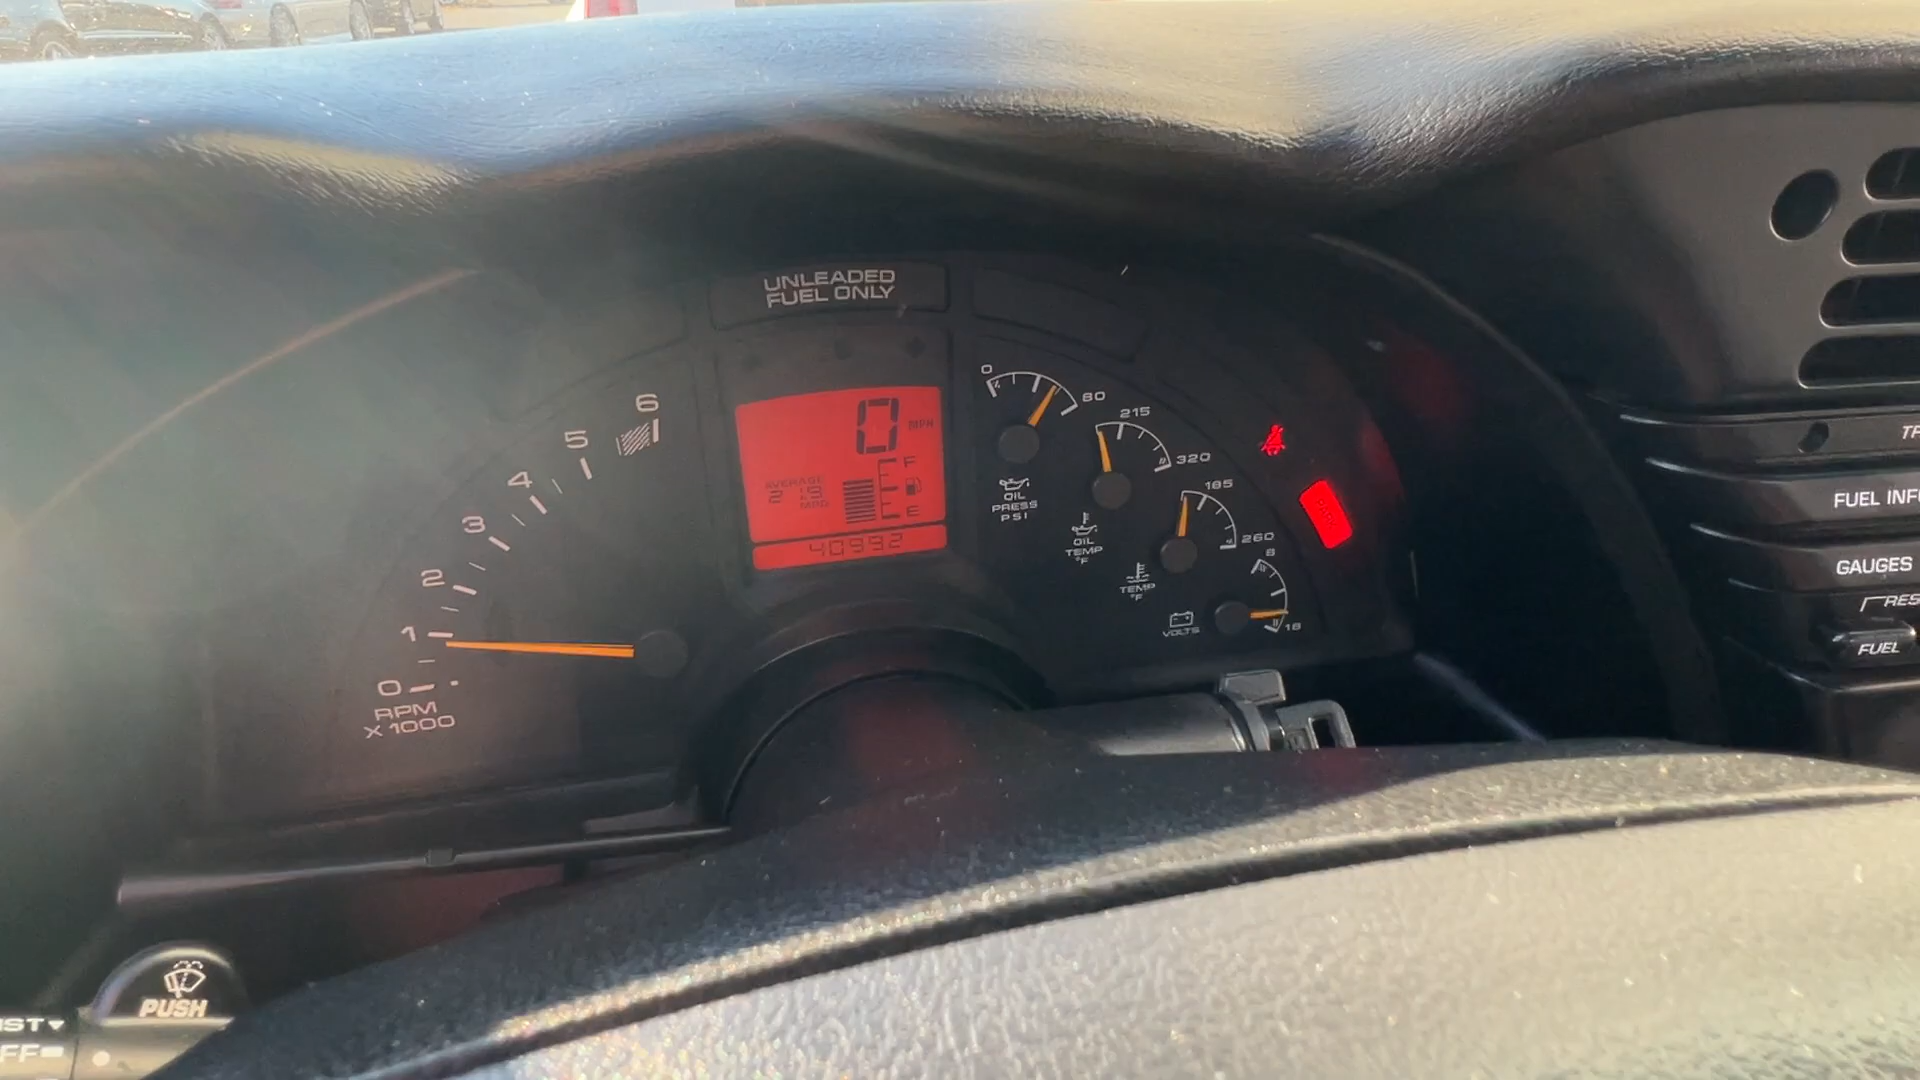 UNLEADED
FUEL ONLY
0 MPH
AVERAGE
MPG
F
E
40992
6
5
4
3
2
1
0
RPM
X 1000
0
80
OIL
PRESS
PSI
215
320
OIL
TEMP
°F
185
260
TEMP
°F
8
18
VOLTS
FUEL INF
GAUGES
RES
FUEL
PUSH